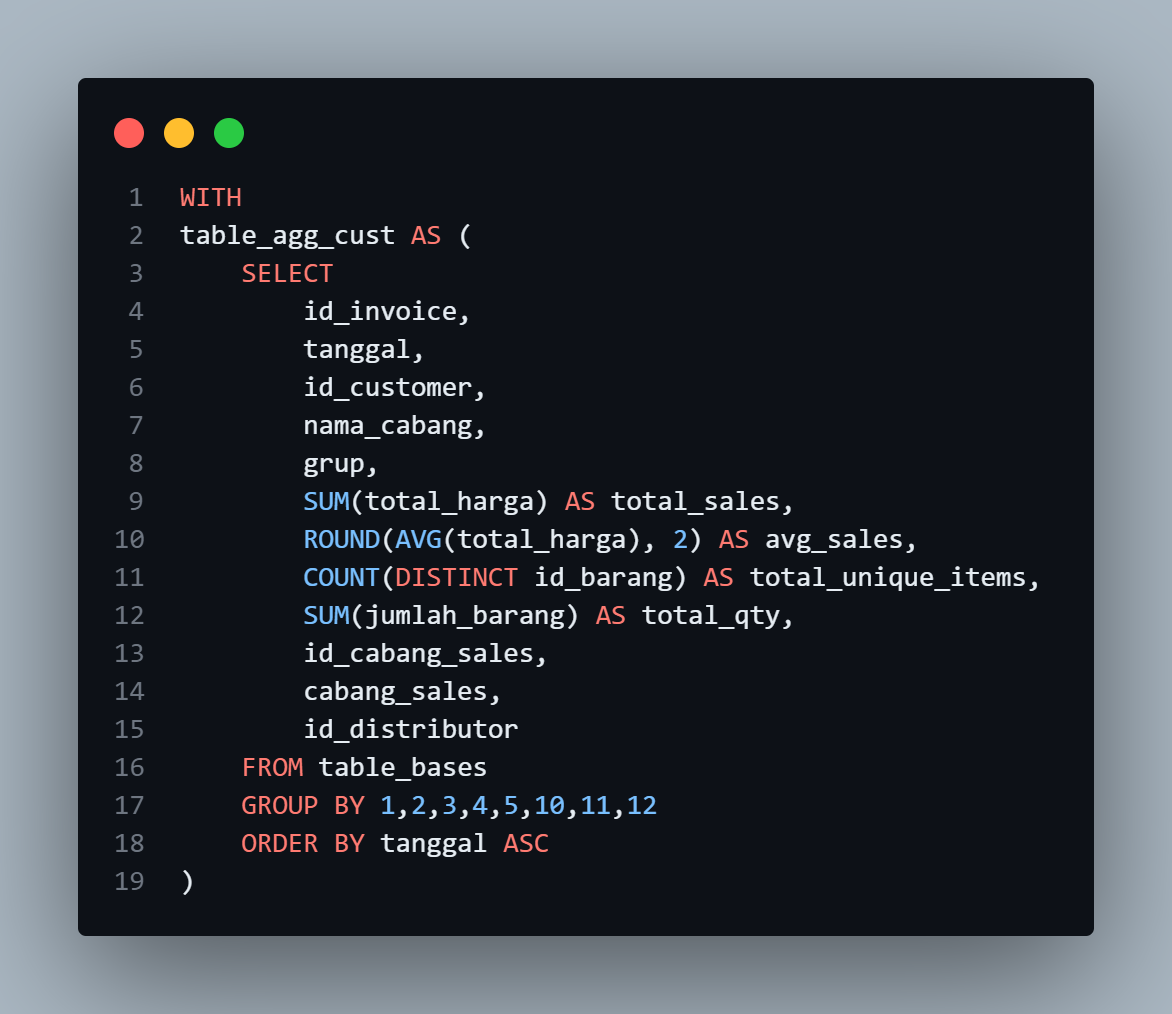 1 WITH
2 table_agg_cust AS (
3     SELECT
4         id_invoice,
5         tanggal,
6         id_customer,
7         nama_cabang,
8         grup,
9         SUM(total_harga) AS total_sales,
10         ROUND(AVG(total_harga), 2) AS avg_sales,
11         COUNT(DISTINCT id_barang) AS total_unique_items,
12         SUM(jumlah_barang) AS total_qty,
13         id_cabang_sales,
14         cabang_sales,
15         id_distributor
16     FROM table_bases
17     GROUP BY 1,2,3,4,5,10,11,12
18     ORDER BY tanggal ASC
19 )